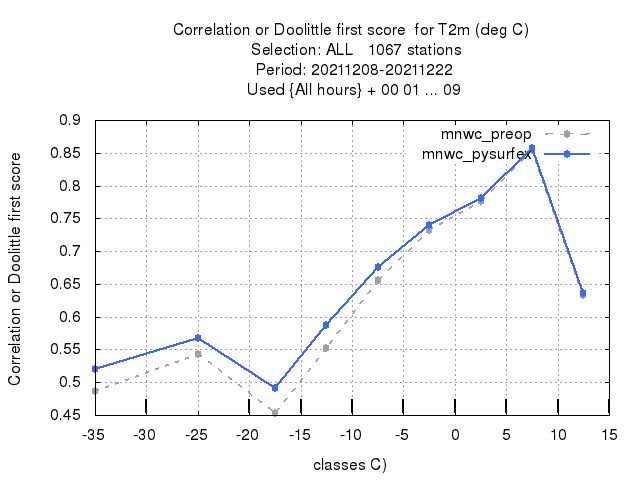 Correlation or Doolittle first score  for T2m (deg C)
Selection: ALL   1067 stations
Period: 20211208-20211222
Used {All hours} + 00 01 ... 09
mnwc_preop
mnwc_pysurfex
Correlation or Doolittle first score
0.9
0.85
0.8
0.75
0.7
0.65
0.6
0.55
0.5
0.45
-35 -30 -25 -20 -15 -10 -5 0 5 10 15
classes C)